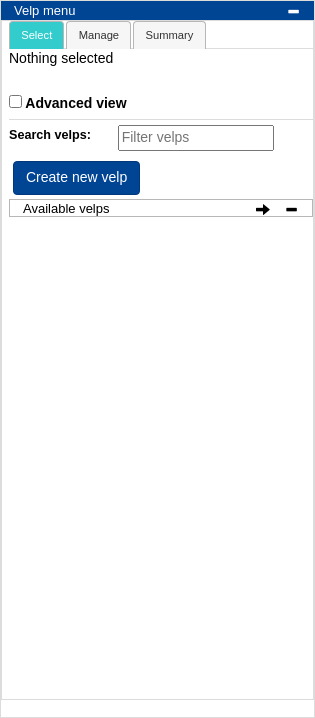 Velp menu
Select Manage Summary
Nothing selected
Advanced view
Search velps: Filter velps
Create new velp
Available velps